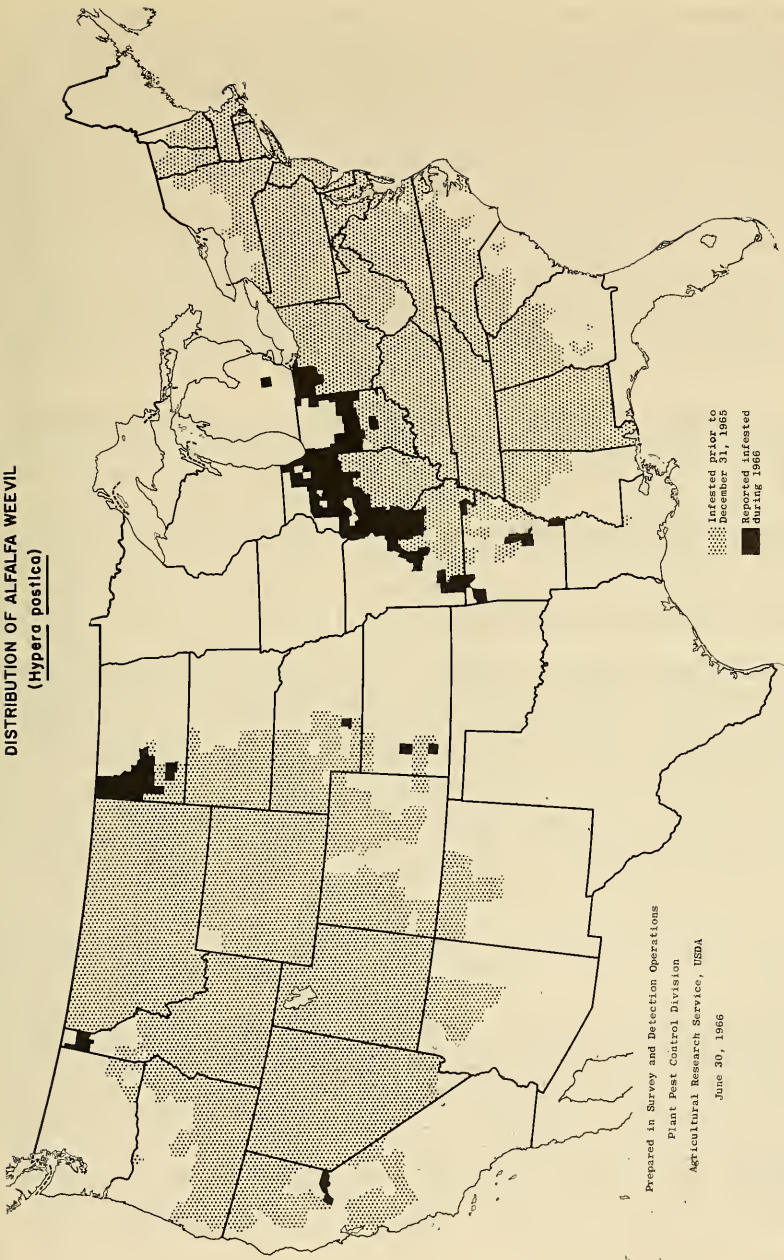 DISTRIBUTION OF ALFALFA WEEVIL
(Hypera postica)
Infested prior to
December 31, 1965
Reported infested
during 1966
Prepared in Survey and Detection Operations
Plant Pest Control Division
Agricultural Research Service, USDA
June 30, 1966